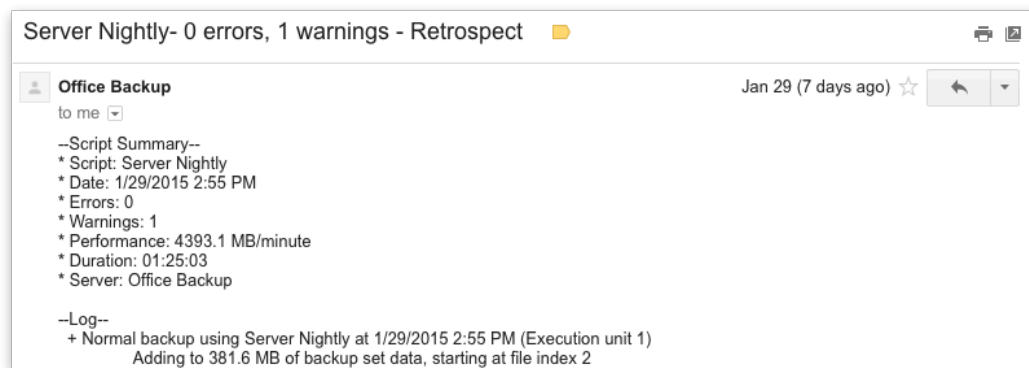 Server Nightly- 0 errors, 1 warnings - Retrospect
Office Backup
Jan 29 (7 days ago)
to me
--Script Summary--
* Script: Server Nightly
* Date: 1/29/2015 2:55 PM
* Errors: 0
* Warnings: 1
* Performance: 4393.1 MB/minute
* Duration: 01:25:03
* Server: Office Backup
--Log--
+ Normal backup using Server Nightly at 1/29/2015 2:55 PM (Execution unit 1)
Adding to 381.6 MB of backup set data, starting at file index 2